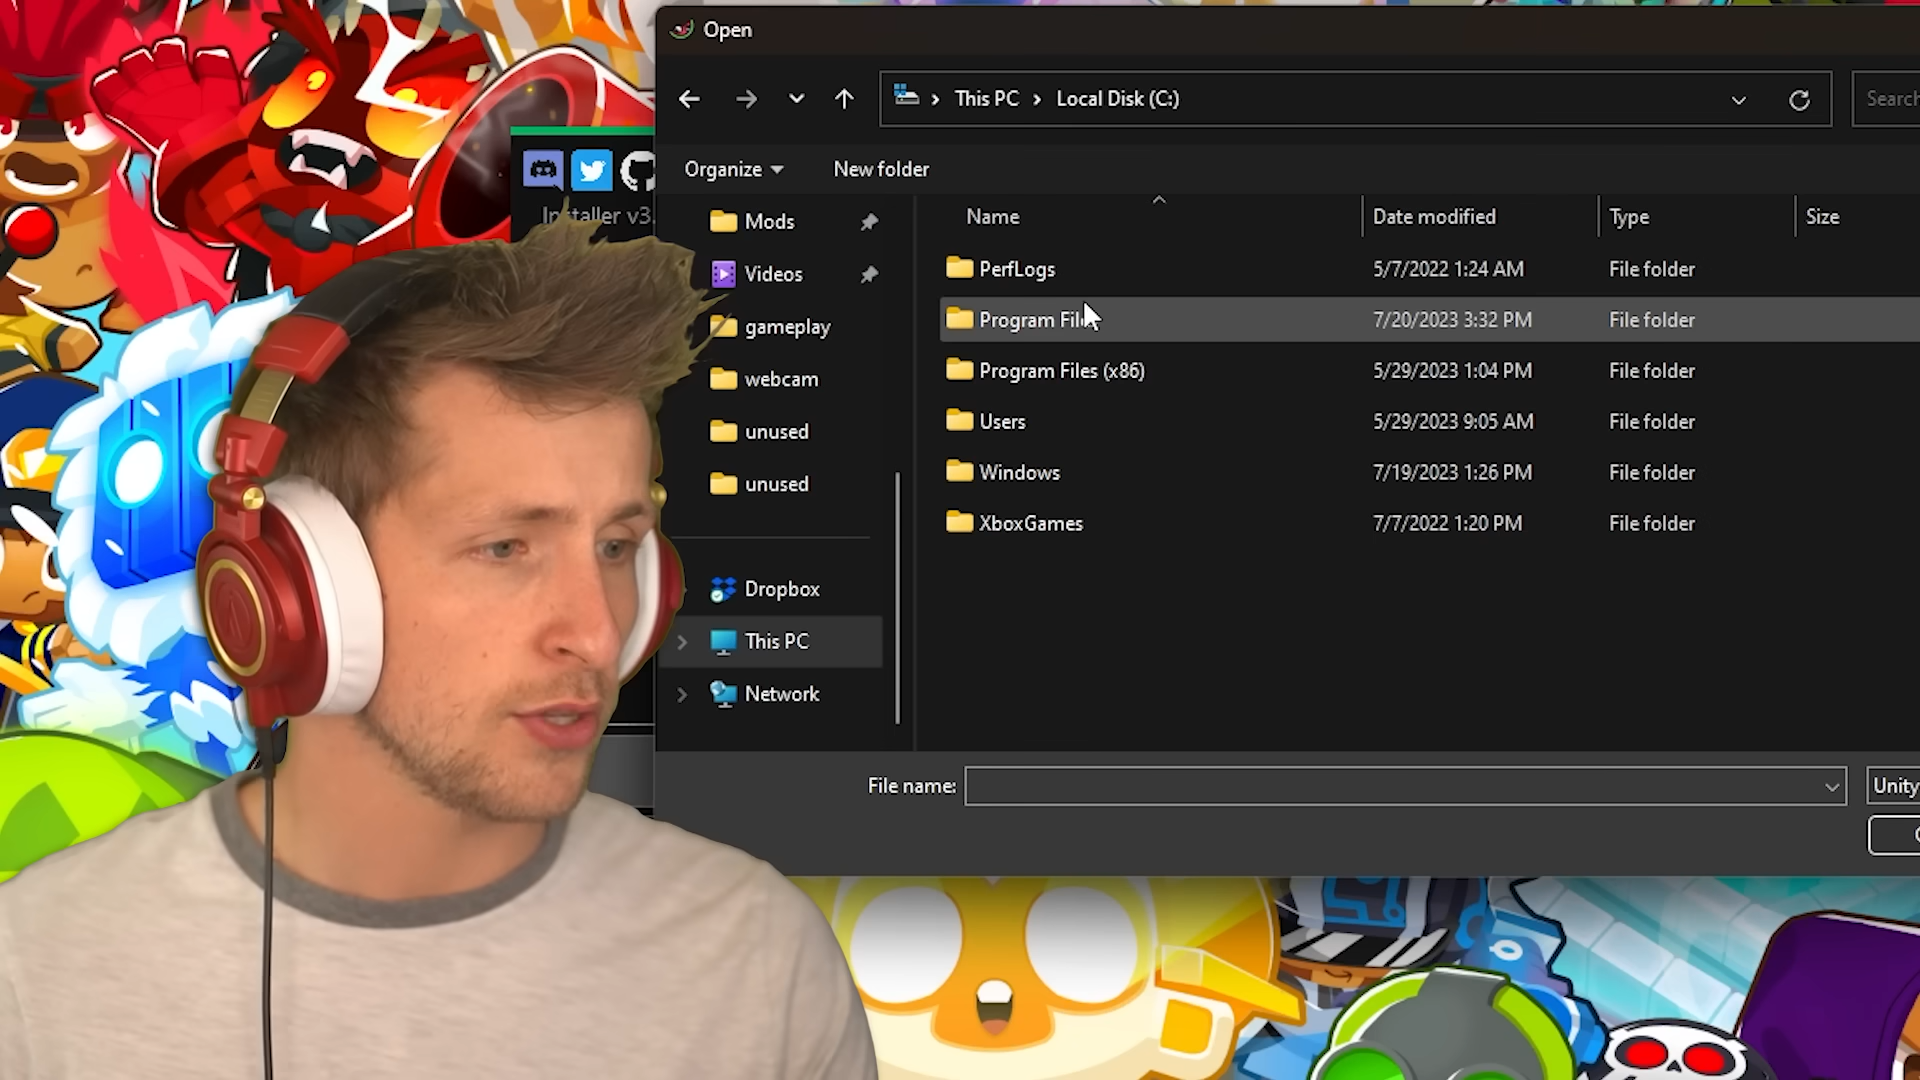 Open
This PC
Local Disk (C:)
Search
Organize
New folder
Installer v3.
Mods
Videos
gameplay
webcam
unused
unused
Dropbox
This PC
Network
Name
Date modified
Type
Size
PerfLogs
5/7/2022 1:24 AM
File folder
Program Files
7/20/2023 3:32 PM
File folder
Program Files (x86)
5/29/2023 1:04 PM
File folder
Users
5/29/2023 9:05 AM
File folder
Windows
7/19/2023 1:26 PM
File folder
XboxGames
7/7/2022 1:20 PM
File folder
File name:
Unity